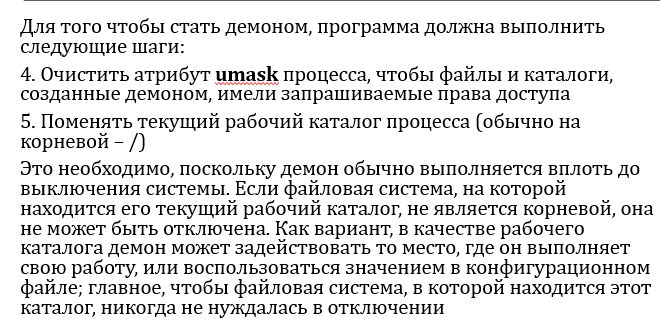 Для того чтобы стать демоном, программа должна выполнить
следующие шаги:
4. Очистить атрибут umask процесса, чтобы файлы и каталоги,
созданные демоном, имели запрашиваемые права доступа
5. Поменять текущий рабочий каталог процесса (обычно на
корневой – /)
Это необходимо, поскольку демон обычно выполняется вплоть до
выключения системы. Если файловая система, на которой
находится его текущий рабочий каталог, не является корневой, она
не может быть отключена. Как вариант, в качестве рабочего
каталога демон может задействовать то место, где он выполняет
свою работу, или воспользоваться значением в конфигурационном
файле; главное, чтобы файловая система, в которой находится этот
каталог, никогда не нуждалась в отключении